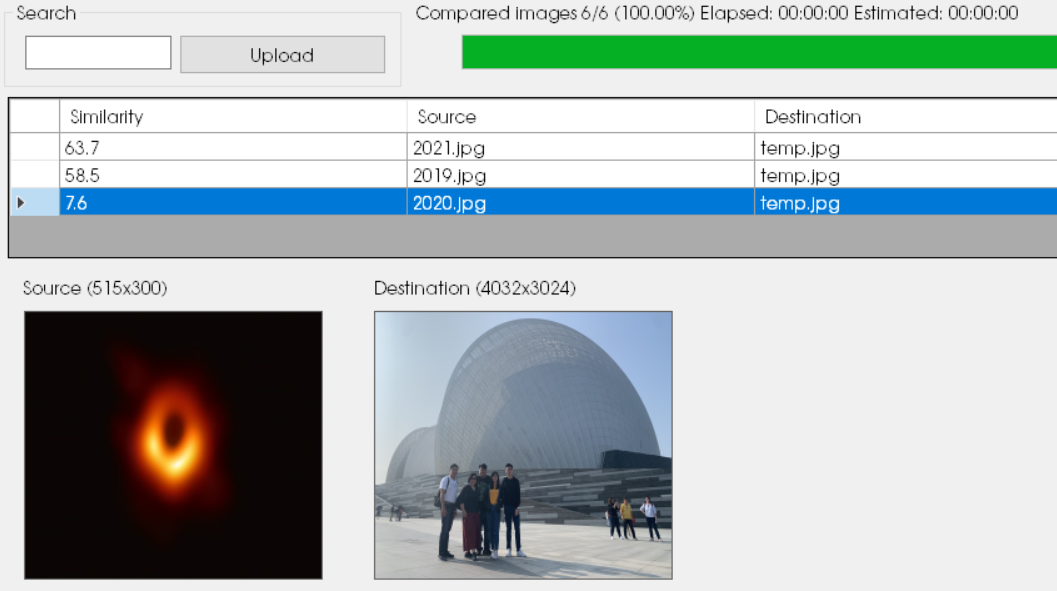 Search
Compared images 6/6 (100.00%) Elapsed: 00:00:00 Estimated: 00:00:00
Upload
Similarity Source Destination
63.7 2021.jpg temp.jpg
58.5 2019.jpg temp.jpg
7.6 2020.jpg temp.jpg
Source (515x300) Destination (4032x3024)